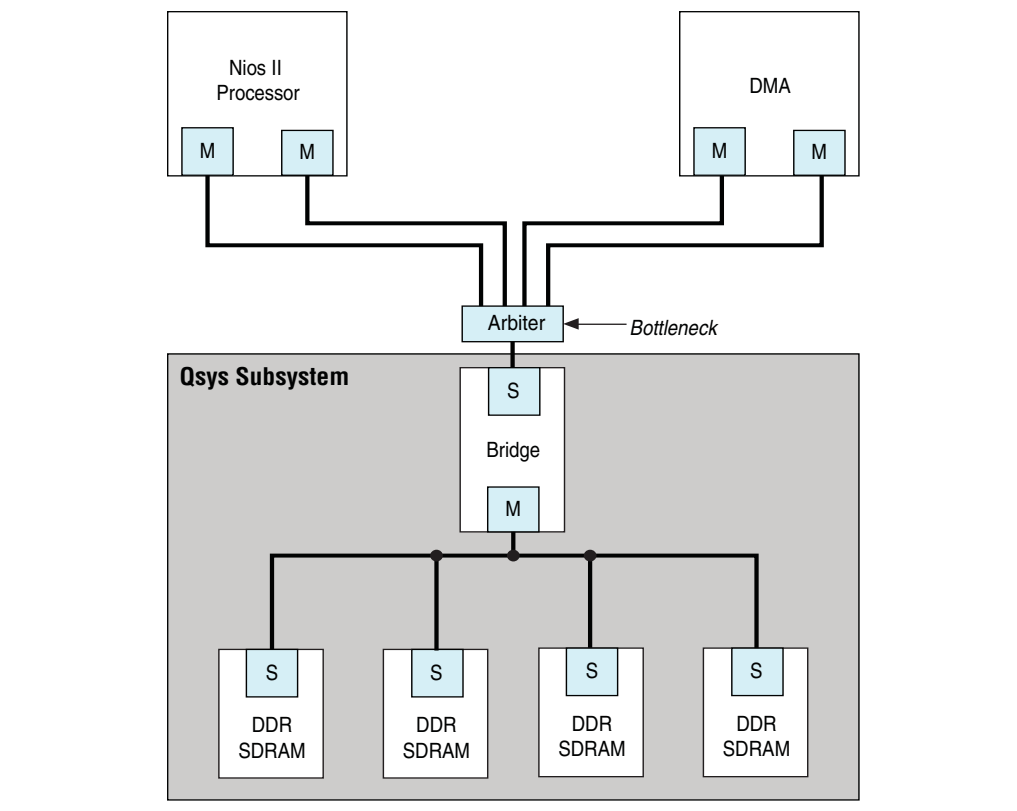 Nios II
Processor
M
M
DMA
M
M
Arbiter
Bottleneck
Qsys Subsystem
S
Bridge
M
S
DDR
SDRAM
S
DDR
SDRAM
S
DDR
SDRAM
S
DDR
SDRAM